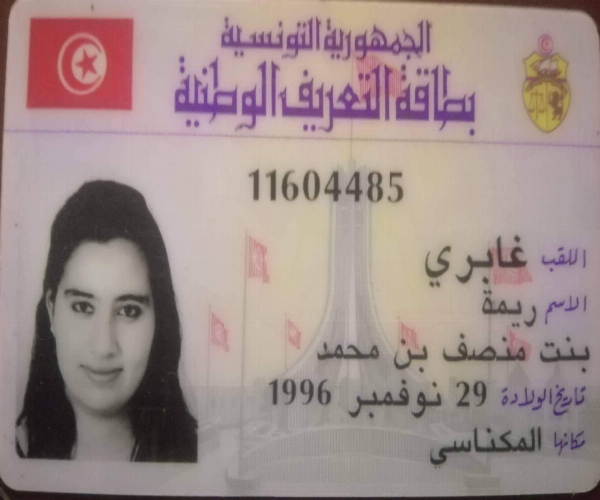 الجمهورية التونسية
بطاقة التعريف الوطنية
11604485
اللقب غابري
الاسم ريمة
بنت منصف بن محمد
تاريخ الولادة 29 نوفمبر 1996
مكانها المكناسي